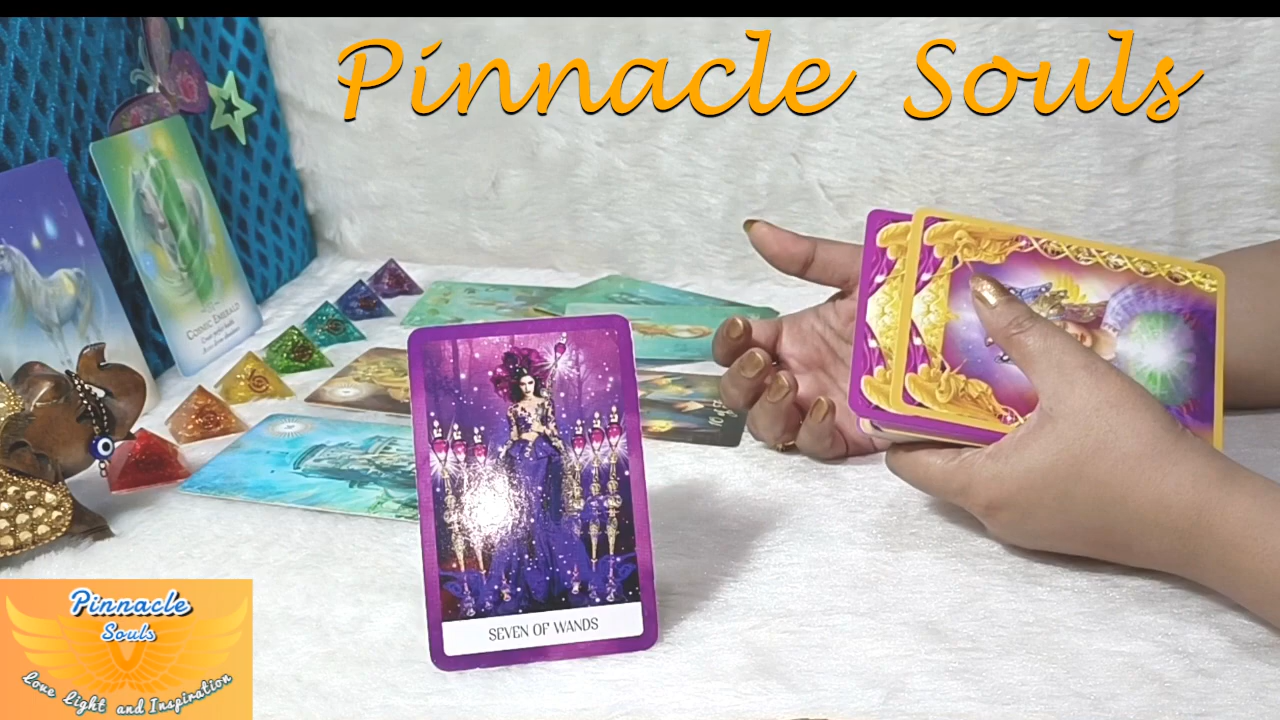 Pinnacle Souls
COSMIC EMERALD
SEVEN OF WANDS
Pinnacle
Souls
Love Light and Inspiration